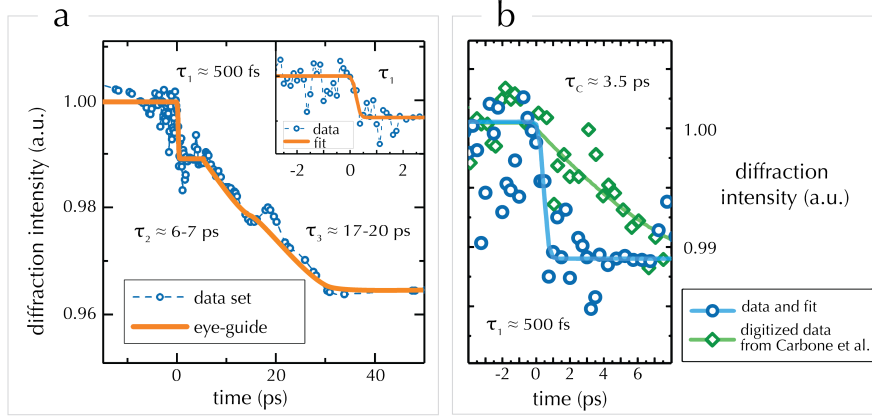 a
diffraction intensity (a.u.)
1.00
0.98
0.96
τ1 ≈ 500 fs
τ1
data
fit
-2
0
2
τ2 ≈ 6-7 ps
τ3 ≈ 17-20 ps
data set
eye-guide
0
20
40
time (ps)
b
τC ≈ 3.5 ps
1.00
diffraction
intensity (a.u.)
0.99
τ1 ≈ 500 fs
data and fit
digitized data
from Carbone et al.
-2
0
2
4
6
time (ps)